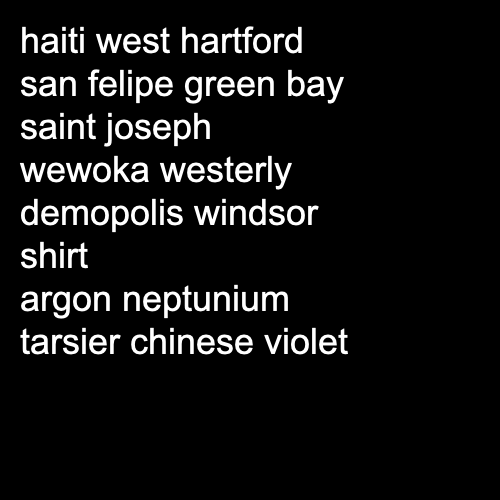 haiti west hartford
san felipe green bay
saint joseph
wewoka westerly
demopolis windsor
shirt
argon neptunium
tarsier chinese violet